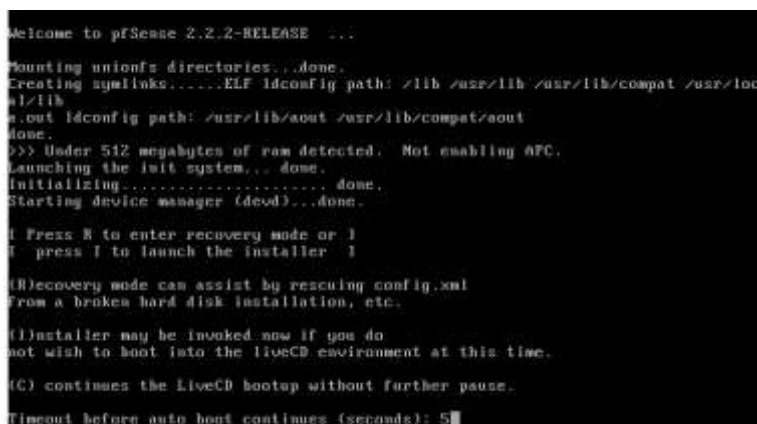 Welcome to pfSense 2.2.2-RELEASE ...
Mounting unionfs directories...done.
Creating symlinks......ELF ldconfig path: /lib /usr/lib /usr/lib/compat /usr/loc
al/lib
a.out ldconfig path: /usr/lib/aout /usr/lib/compat/aout
done.
>>> Under 512 megabytes of ram detected.  Not enabling APC.
Launching the init system... done.
Initializing...................... done.
Starting device manager (devd)...done.
[ Press R to enter recovery mode or ]
[  press I to launch the installer  ]
(R)ecovery mode can assist by rescuing config.xml
from a broken hard disk installation, etc.
(I)nstaller may be invoked now if you do
not wish to boot into the liveCD environment at this time.
(C) continues the LiveCD bootup without further pause.
Timeout before auto boot continues (seconds): 5